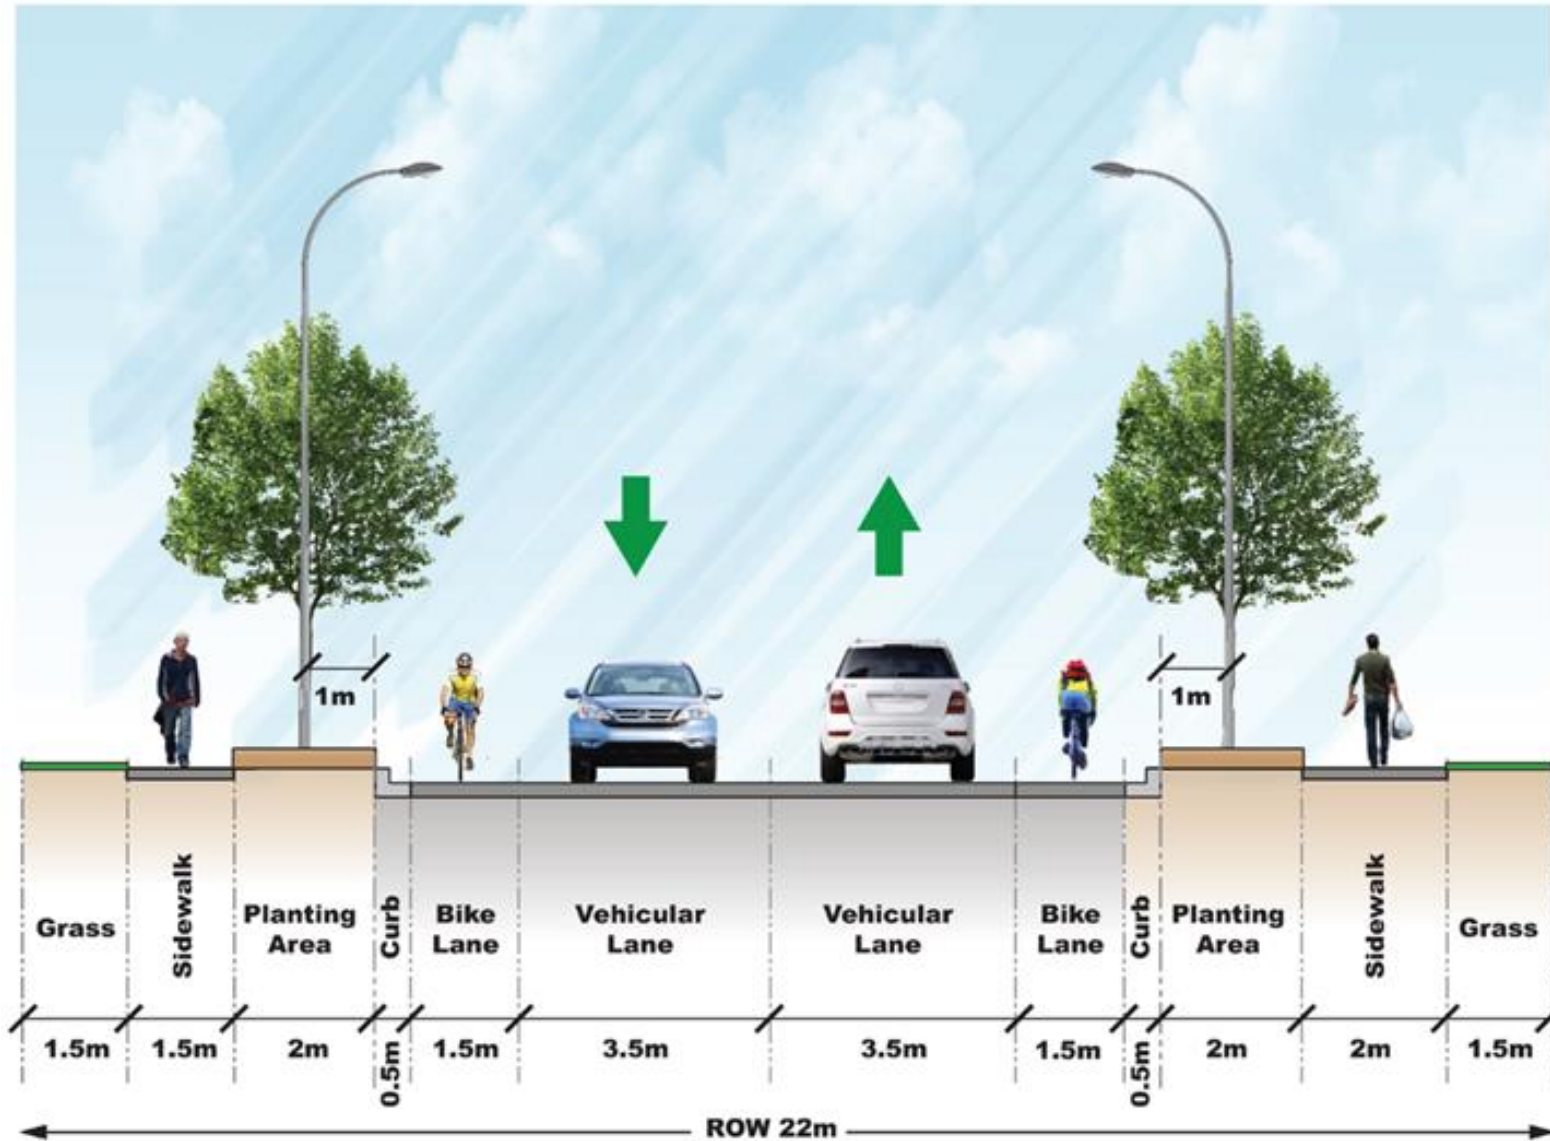 1m
1m
Grass
Sidewalk
Planting
Area
Curb
Bike
Lane
Vehicular
Lane
Vehicular
Lane
Bike
Lane
Curb
Planting
Area
Sidewalk
Grass
1.5m
1.5m
2m
0.5m
1.5m
3.5m
3.5m
1.5m
0.5m
2m
2m
1.5m
ROW 22m